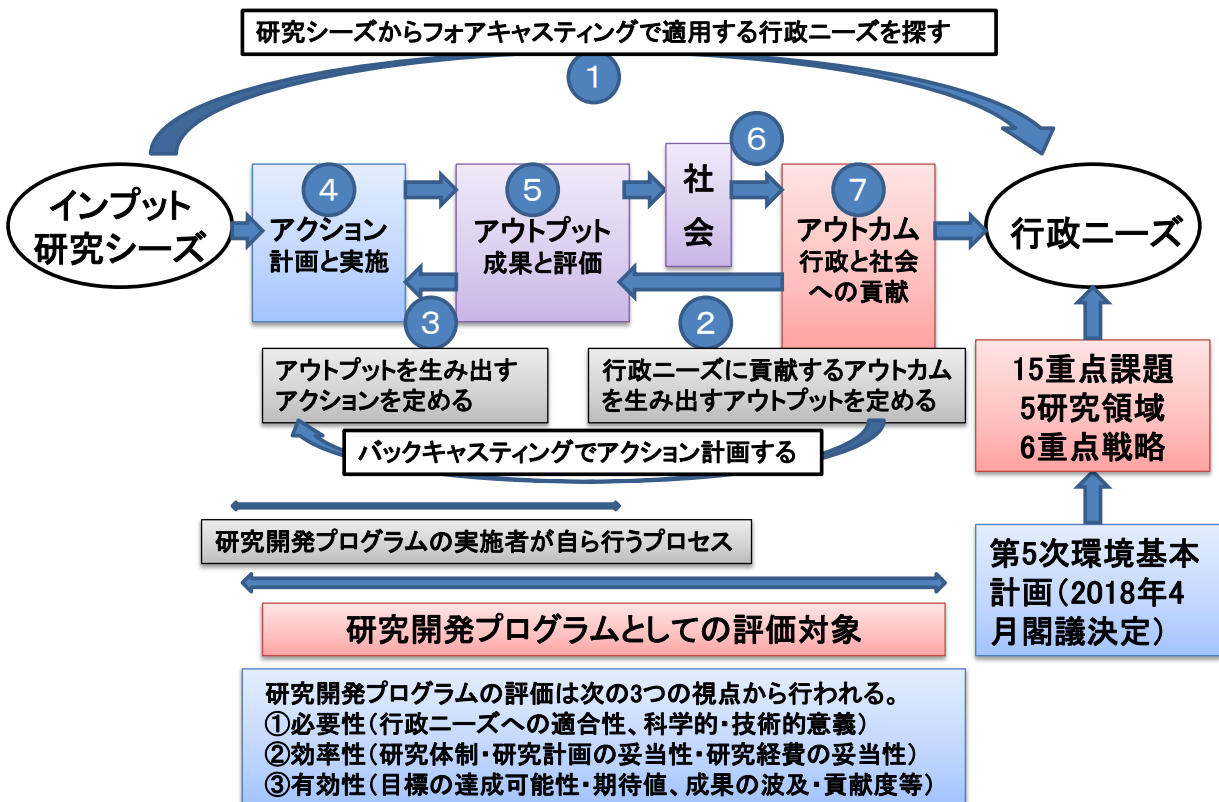 研究シーズからフォアキャスティングで適用する行政ニーズを探す
①
インプット
研究シーズ
④
アクション
計画と実施
⑤
アウトプット
成果と評価
社
会
⑥
⑦
アウトカム
行政と社会
への貢献
行政ニーズ
③
②
アウトプットを生み出す
アクションを定める
行政ニーズに貢献するアウトカム
を生み出すアウトプットを定める
バックキャスティングでアクション計画する
15重点課題
5研究領域
6重点戦略
研究開発プログラムの実施者が自ら行うプロセス
第5次環境基本
計画(2018年4
月閣議決定)
研究開発プログラムとしての評価対象
研究開発プログラムの評価は次の3つの視点から行われる。
①必要性(行政ニーズへの適合性、科学的・技術的意義)
②効率性(研究体制・研究計画の妥当性・研究経費の妥当性)
③有効性(目標の達成可能性・期待値、成果の波及・貢献度等)